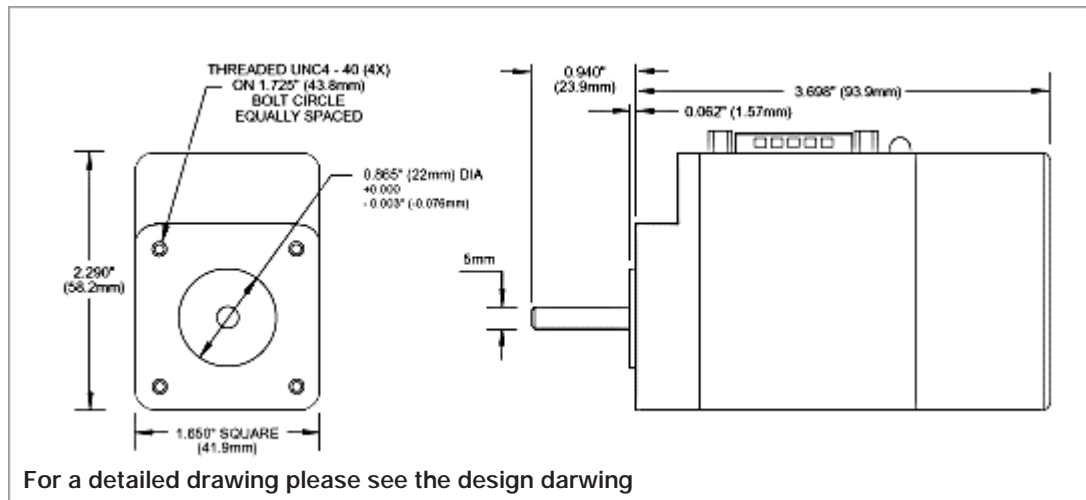 THREADED UNC4 - 40 (4X)
ON 1.725" (43.8mm)
BOLT CIRCLE
EQUALLY SPACED
0.865" (22mm) DIA
+0.000
- 0.003" (-0.076mm)
2.290"
(58.2mm)
1.650" SQUARE
(41.9mm)
0.940"
(23.9mm)
3.698" (93.9mm)
0.062" (1.57mm)
5mm
For a detailed drawing please see the design darwing